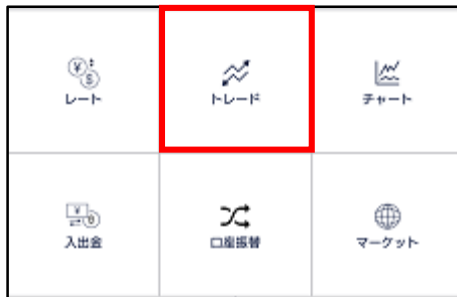 レート
トレード
チャート
入出金
口座振替
マーケット